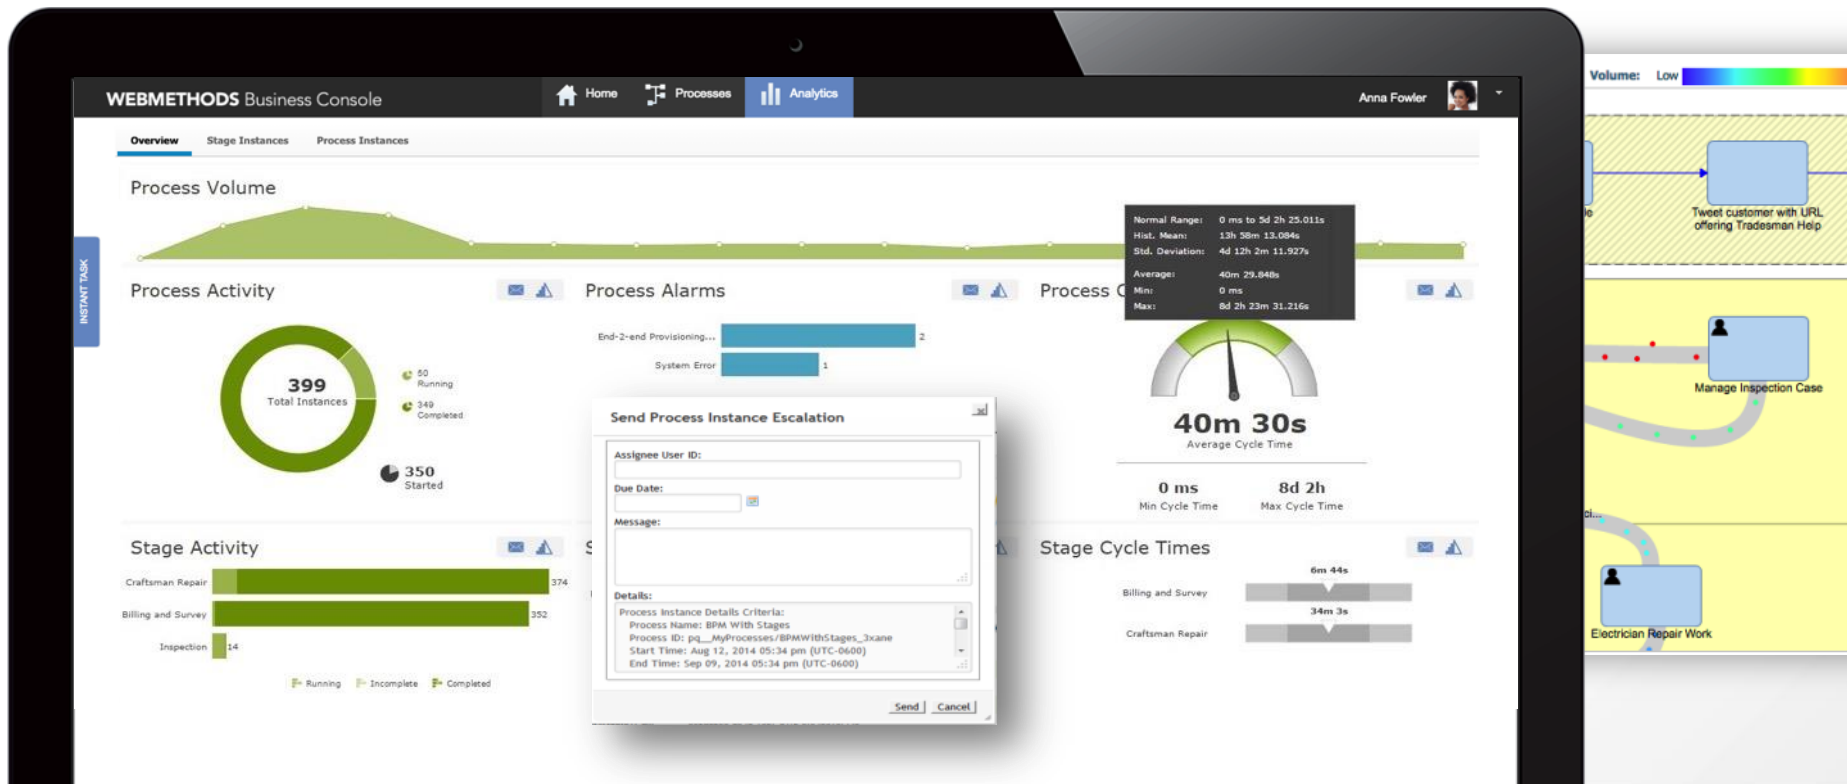 WEBMETHODS Business Console
Home
Processes
Analytics
Anna Fowler
Overview
Stage Instances
Process Instances
INSTANT TASK
Process Volume
Normal Range: 0 ms to 5d 2h 25.011s
Hist. Mean: 13h 58m 13.084s
Std. Deviation: 4d 12h 2m 11.927s
Average: 40m 29.848s
Min: 0 ms
Max: 8d 2h 23m 31.216s
Process Activity
399
Total Instances
50
Running
349
Completed
350
Started
Process Alarms
End-2-end Provisioning... 2
System Error 1
Process C
40m 30s
Average Cycle Time
0 ms
Min Cycle Time
8d 2h
Max Cycle Time
Send Process Instance Escalation
Assignee User ID:
Due Date:
Message:
Details:
Process Instance Details Criteria:
Process Name: BPM With Stages
Process ID: pq__MyProcesses/BPMWithStages_3xane
Start Time: Aug 12, 2014 05:34 pm (UTC-0600)
End Time: Sep 09, 2014 05:34 pm (UTC-0600)
Send
Cancel
Stage Activity
Craftsman Repair 374
Billing and Survey 352
Inspection 14
Running
Incomplete
Completed
S
Stage Cycle Times
6m 44s
Billing and Survey
34m 3s
Craftsman Repair
Volume: Low
Tweet customer with URL
offering Tradesman Help
Manage Inspection Case
Electrician Repair Work